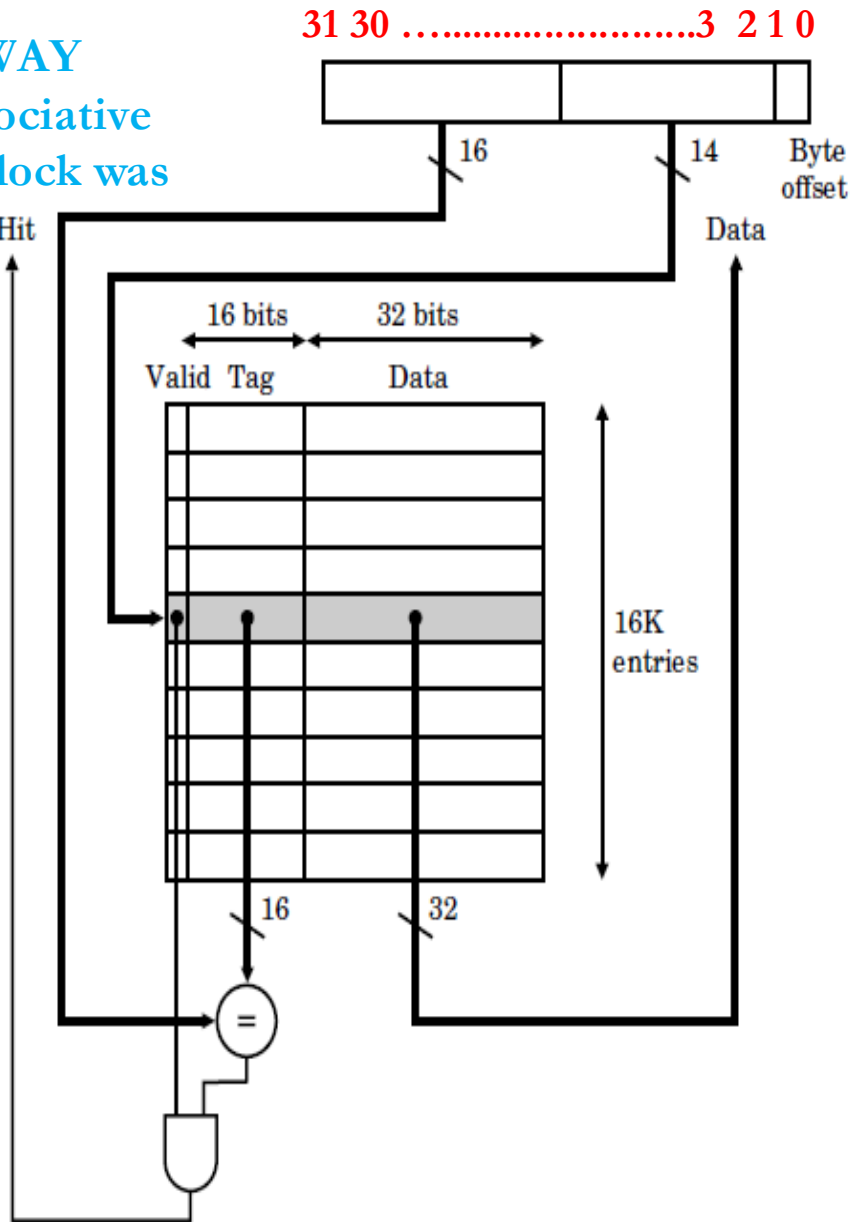 31 30 …........................3 2 1 0
WAY
ociative
lock was
16
14
Byte
offset
Hit
Data
16 bits
32 bits
Valid Tag
Data
16K
entries
16
32
=